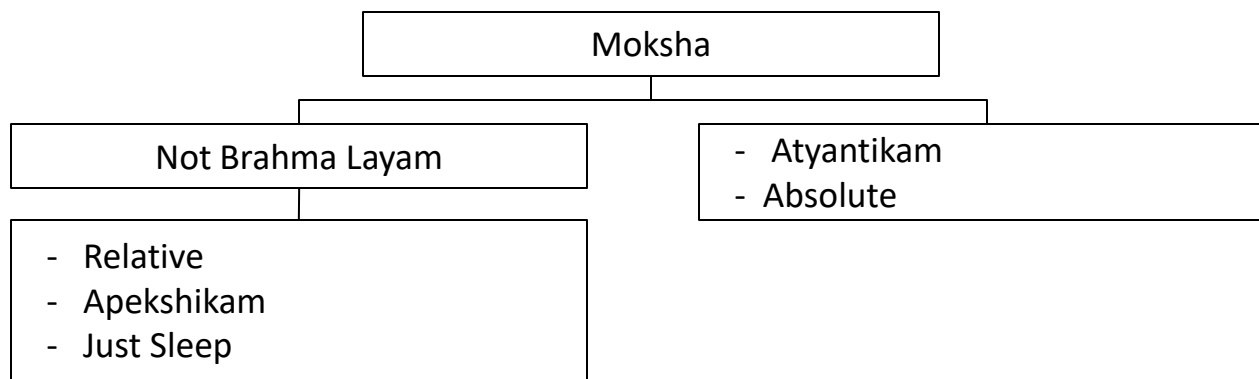 Moksha
Not Brahma Layam
- Relative
- Apekshikam
- Just Sleep
- Atyantikam
- Absolute